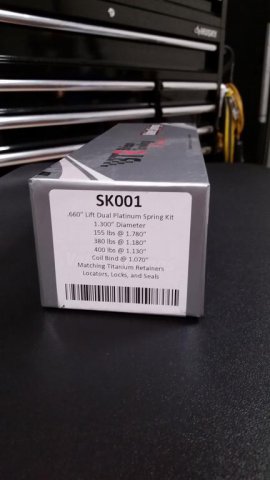 SK001
.660" Lift Dual Platinum Spring Kit
1.300" Diameter
155 lbs @ 1.780"
380 lbs @ 1.180"
400 lbs @ 1.130"
Coil Bind @ 1.070"
Matching Titanium Retainers
Locators, Locks, and Seals